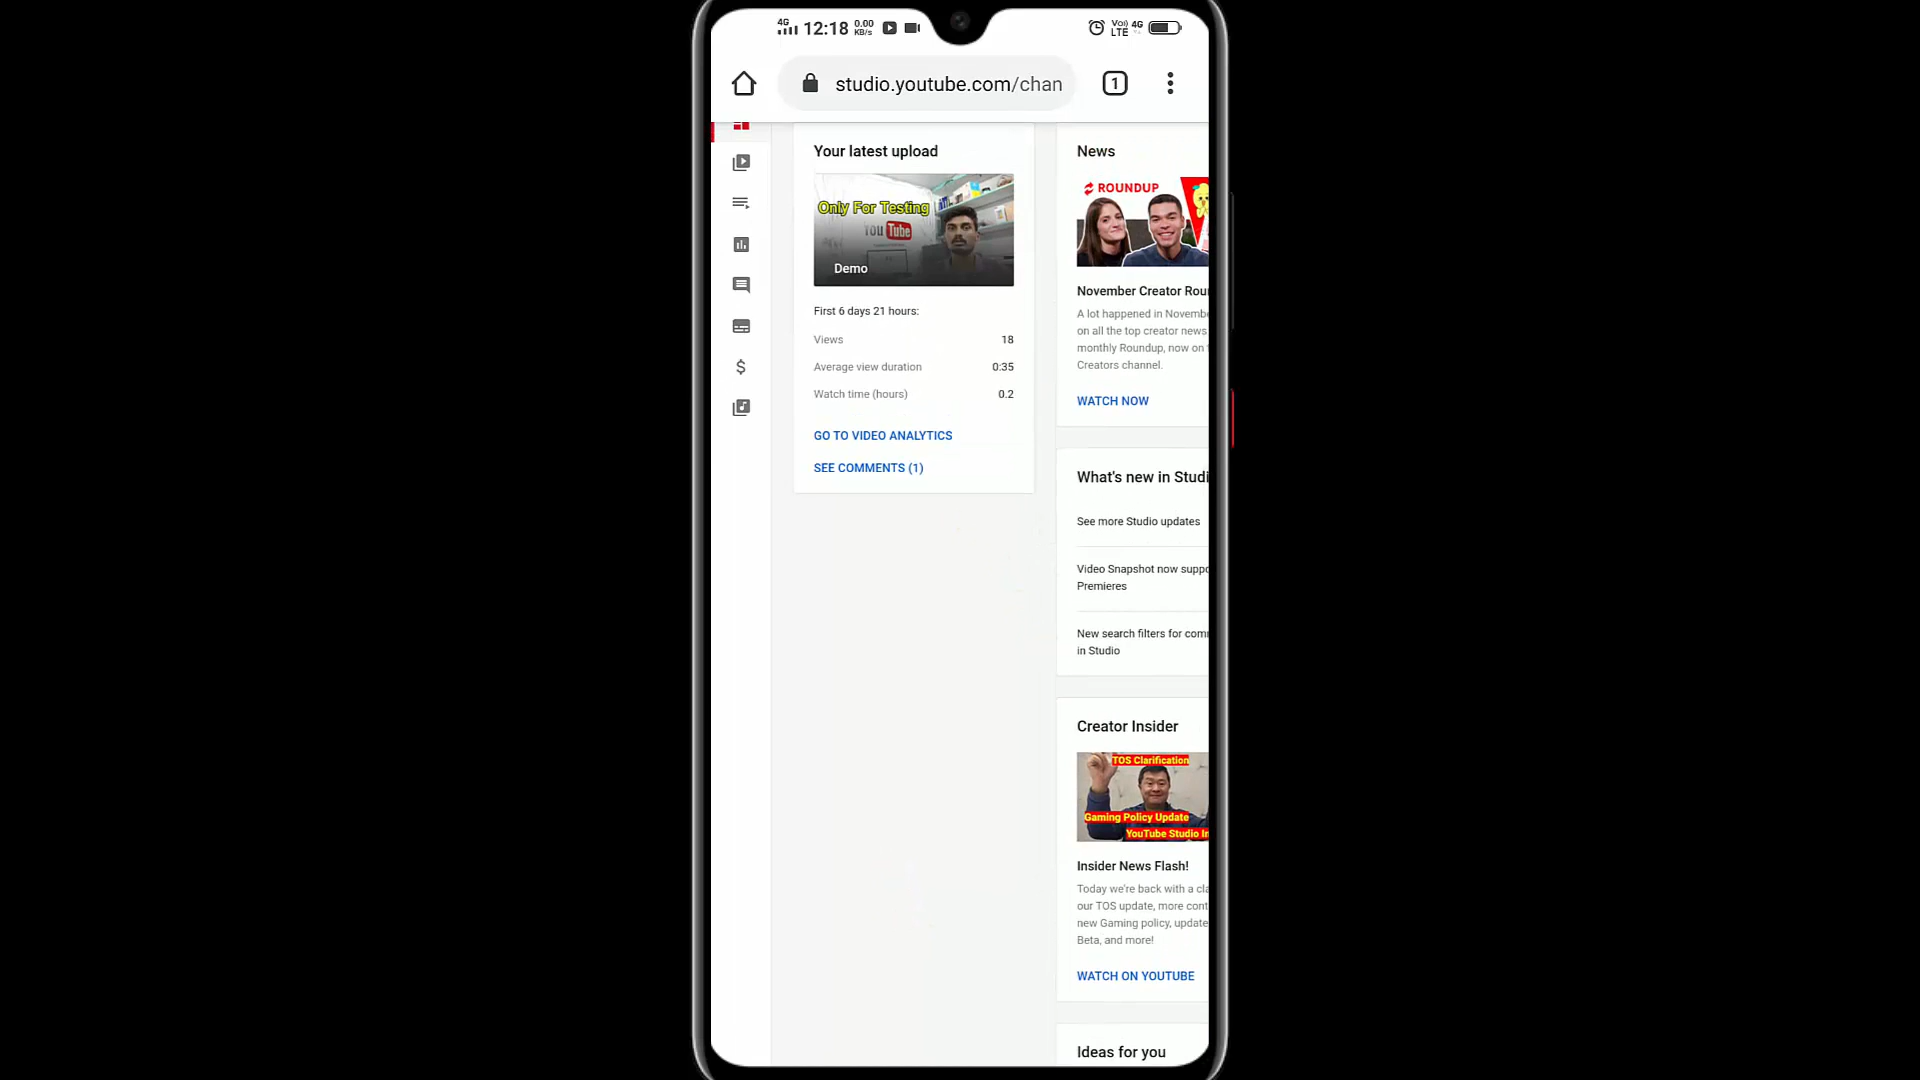 4G 12:18 0.00 KB/s
Vo) LTE 4G
studio.youtube.com/chan
1
Your latest upload
Only For Testing
You Tube
Demo
First 6 days 21 hours:
Views 18
Average view duration 0:35
Watch time (hours) 0.2
GO TO VIDEO ANALYTICS
SEE COMMENTS (1)
News
ROUNDUP
November Creator Rou
A lot happened in Novembe
on all the top creator news
monthly Roundup, now on
Creators channel.
WATCH NOW
What's new in Studi
See more Studio updates
Video Snapshot now suppo
Premieres
New search filters for com
in Studio
Creator Insider
TOS Clarification
Gaming Policy Update
YouTube Studio In
Insider News Flash!
Today we're back with a cla
our TOS update, more cont
new Gaming policy, update
Beta, and more!
WATCH ON YOUTUBE
Ideas for you